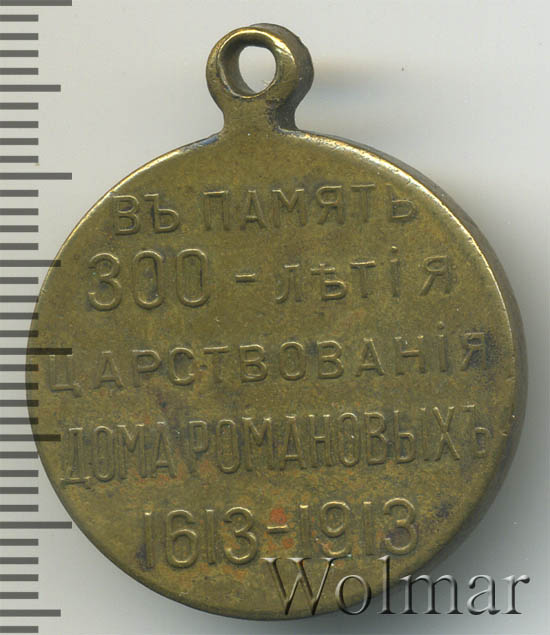 ВЪ ПАМЯТЬ
300-ЛѢТІЯ
ЦАРСТВОВАНІЯ
ДОМА РОМАНОВЫХЪ
1613-1913
Wolmar